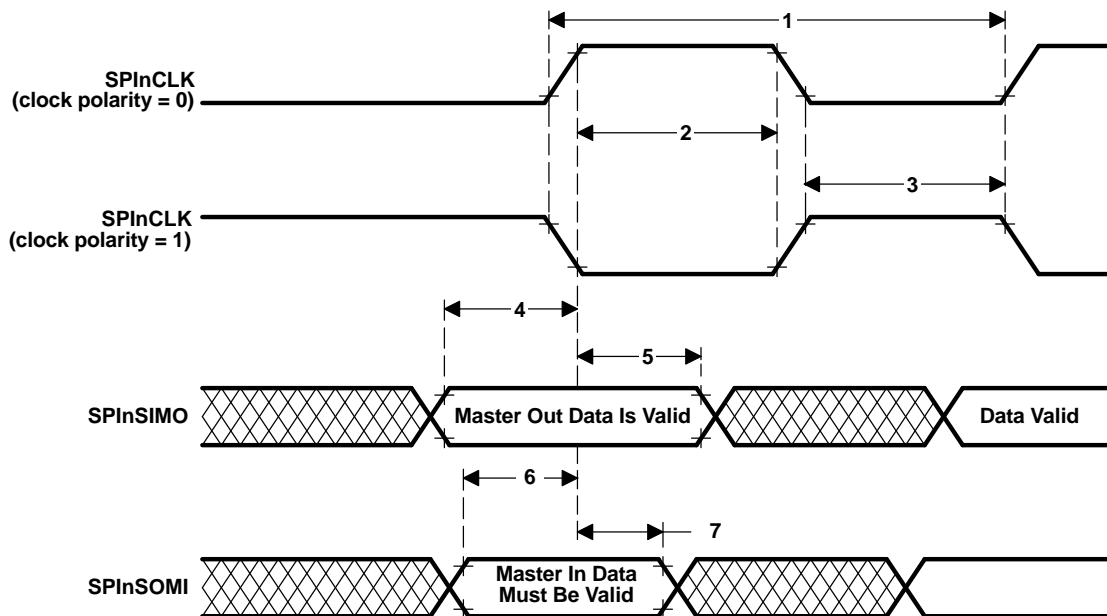 1
SPInCLK
(clock polarity = 0)
2
3
SPInCLK
(clock polarity = 1)
4
5
SPInSIMO
Master Out Data Is Valid
Data Valid
6
7
SPInSOMI
Master In Data
Must Be Valid